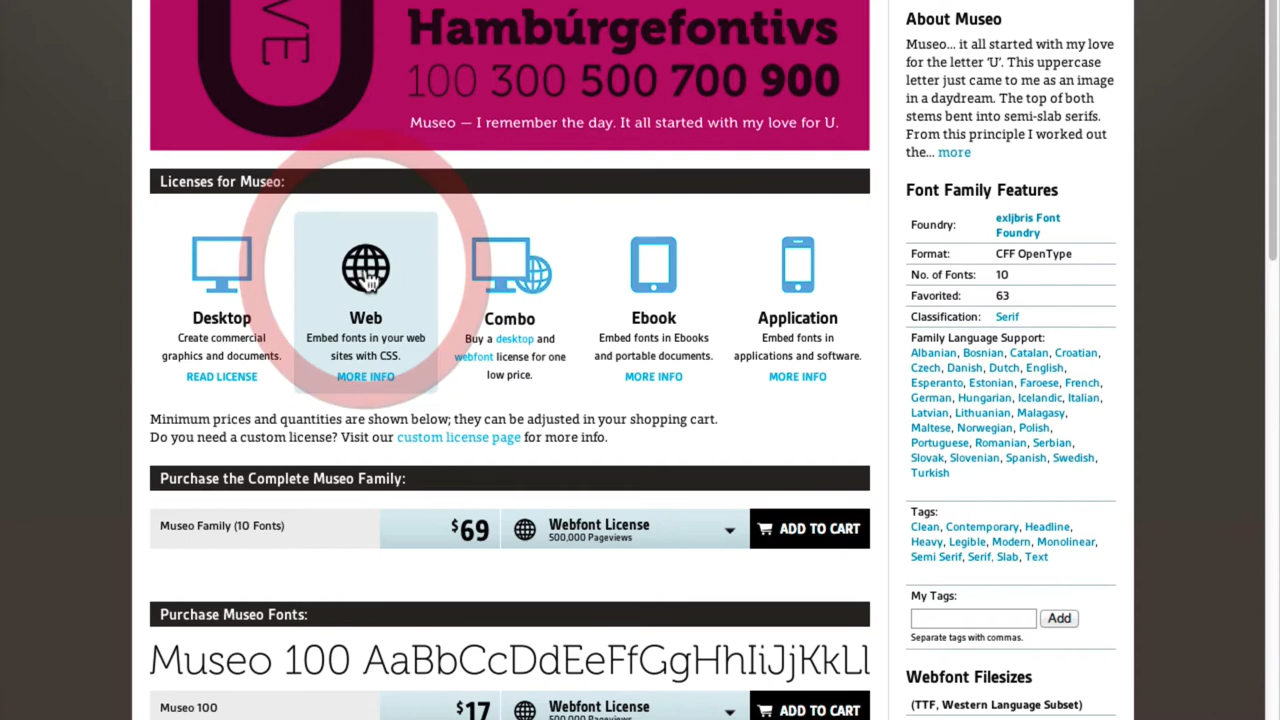 VE
Hambúrgefontivs
100 300 500 700 900
Museo — I remember the day. It all started with my love for U.
Licenses for Museo:
Desktop
Create commercial
graphics and documents.
READ LICENSE
Web
Embed fonts in your web
sites with CSS.
MORE INFO
Combo
Buy a desktop and
webfont license for one
low price.
Ebook
Embed fonts in Ebooks
and portable documents.
MORE INFO
Application
Embed fonts in
applications and software.
MORE INFO
Minimum prices and quantities are shown below; they can be adjusted in your shopping cart.
Do you need a custom license? Visit our custom license page for more info.
Purchase the Complete Museo Family:
Museo Family (10 Fonts)
$69
Webfont License
500,000 Pageviews
ADD TO CART
Purchase Museo Fonts:
Museo 100 AaBbCcDdEeFfGgHhIiJjKkLl
Museo 100
$17
Webfont License
500,000 Pageviews
ADD TO CART
About Museo
Museo... it all started with my love
for the letter ‘U’. This uppercase
letter just came to me as an image
in a daydream. The top of both
stems bent into semi-slab serifs.
From this principle I worked out
the... more
Font Family Features
Foundry:
exljbris Font
Foundry
Format: CFF OpenType
No. of Fonts: 10
Favorited: 63
Classification: Serif
Family Language Support:
Albanian, Bosnian, Catalan, Croatian,
Czech, Danish, Dutch, English,
Esperanto, Estonian, Faroese, French,
German, Hungarian, Icelandic, Italian,
Latvian, Lithuanian, Malagasy,
Maltese, Norwegian, Polish,
Portuguese, Romanian, Serbian,
Slovak, Slovenian, Spanish, Swedish,
Turkish
Tags:
Clean, Contemporary, Headline,
Heavy, Legible, Modern, Monolinear,
Semi Serif, Serif, Slab, Text
My Tags:
Add
Separate tags with commas.
Webfont Filesizes
(TTF, Western Language Subset)